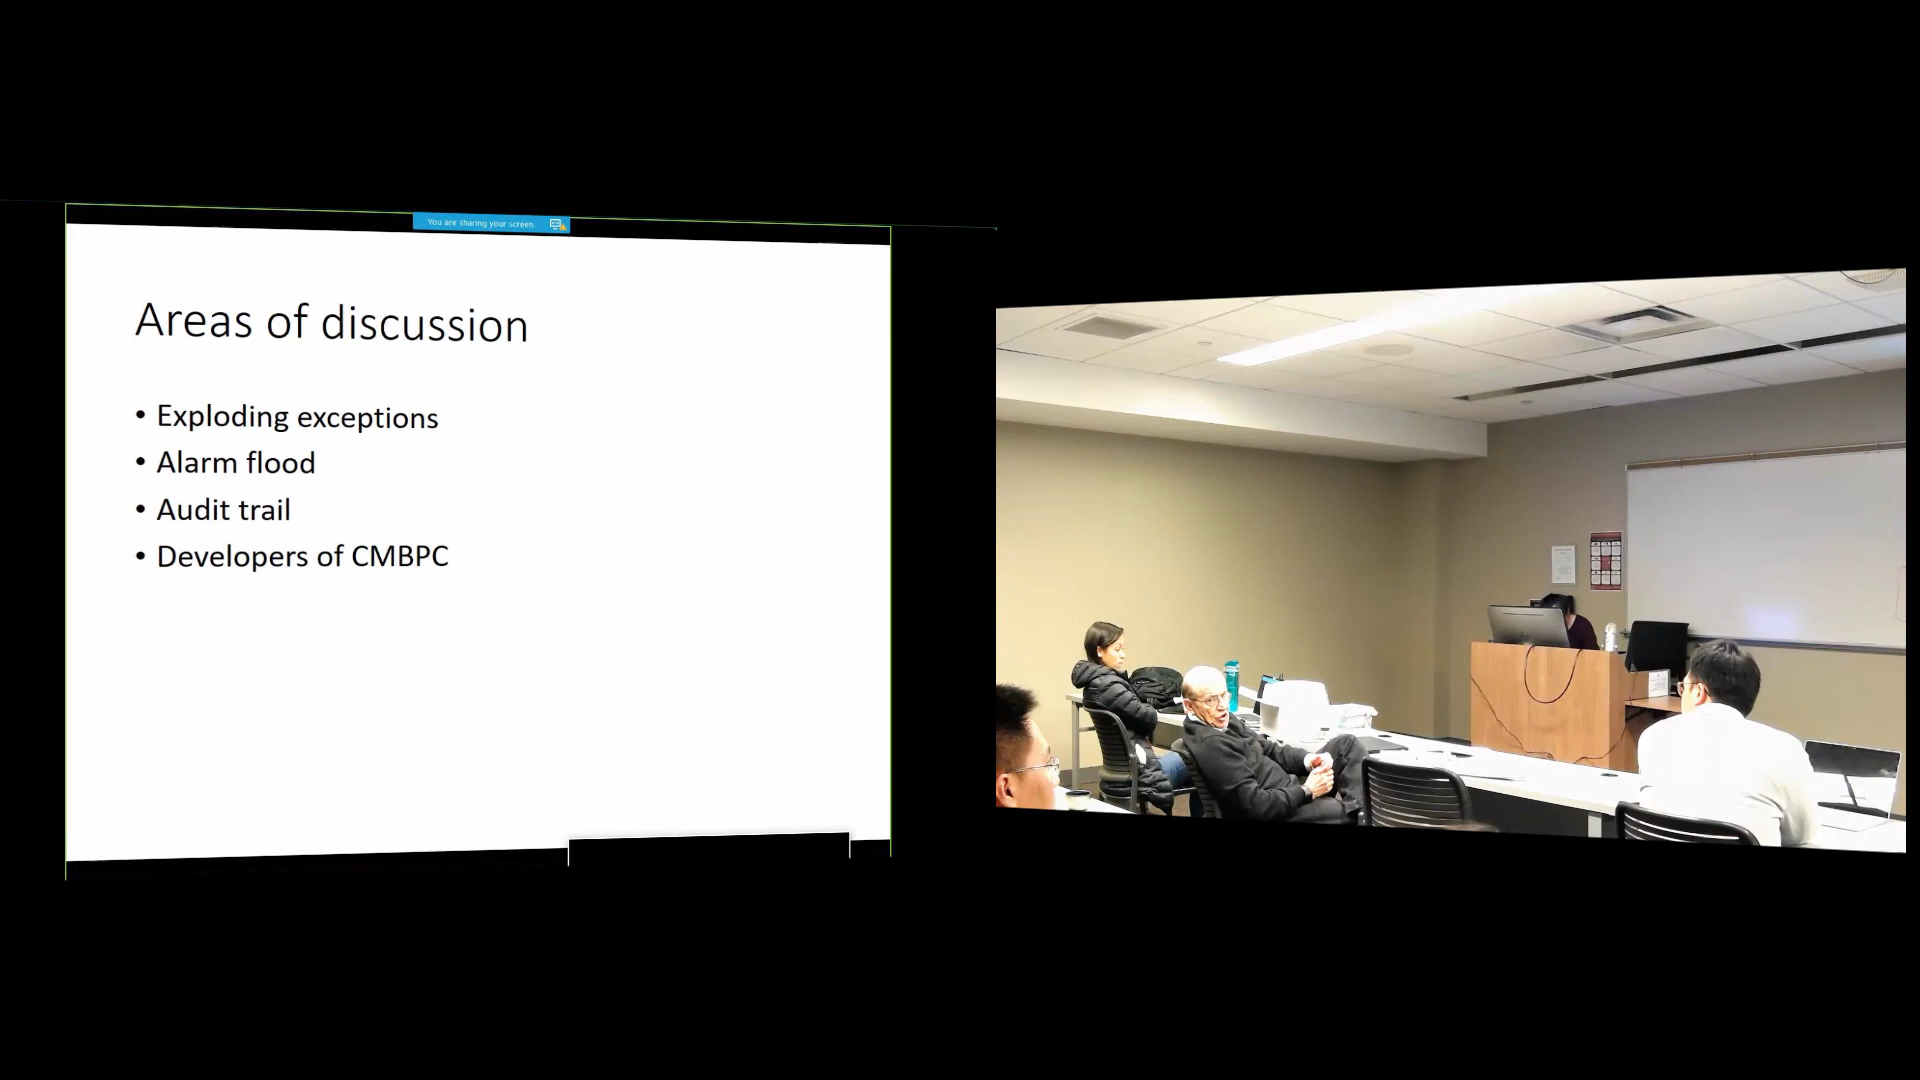 You are sharing your screen.
Areas of discussion
• Exploding exceptions
• Alarm flood
• Audit trail
• Developers of CMBPC